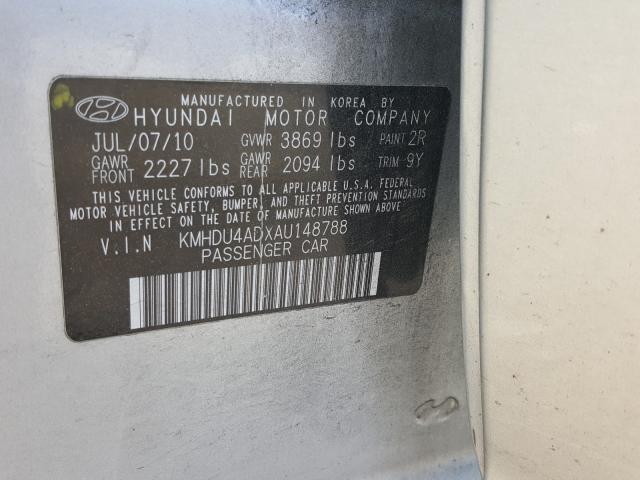 MANUFACTURED IN KOREA BY
HYUNDAI MOTOR COMPANY
JUL/07/10 GVWR 3869 lbs PAINT 2R
GAWR FRONT 2227 lbs GAWR REAR 2094 lbs TRIM 9Y
THIS VEHICLE CONFORMS TO ALL APPLICABLE U.S.A. FEDERAL
MOTOR VEHICLE SAFETY, BUMPER, AND THEFT PREVENTION STANDARDS
IN EFFECT ON THE DATE OF MANUFACTURE SHOWN ABOVE.
V.I.N KMHDU4ADXAU148788
PASSENGER CAR